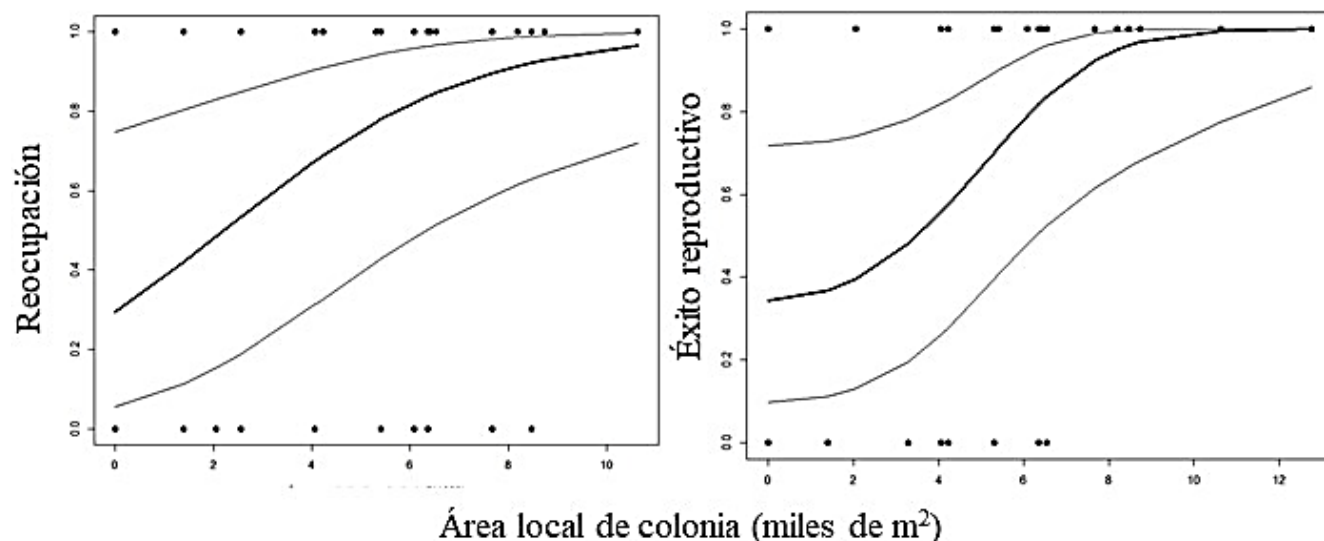 Reocupación
1.0
0.8
0.6
0.4
0.2
0.0
0 2 4 6 8 10
Éxito reproductivo
1.0
0.8
0.6
0.4
0.2
0.0
0 2 4 6 8 10 12
Área local de colonia (miles de m²)